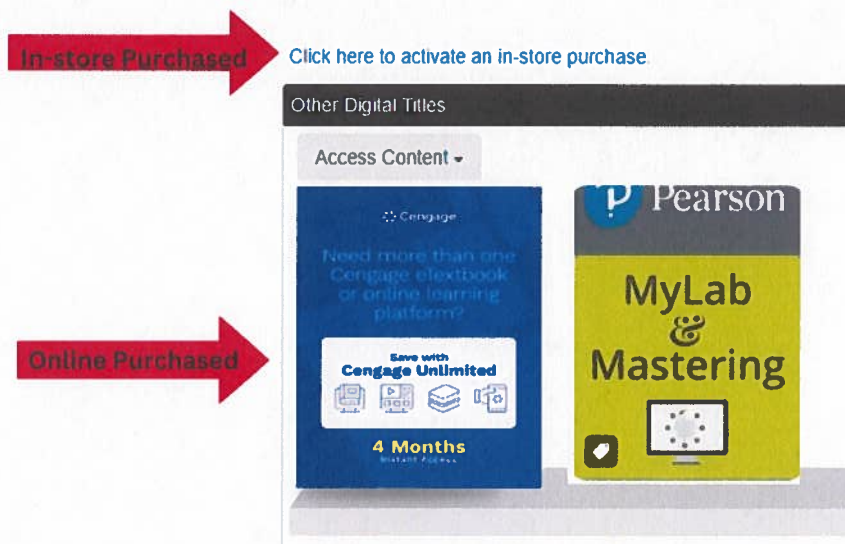 In-store Purchased
Click here to activate an in-store purchase.
Other Digital Titles
Access Content
Cengage
Need more than one
Cengage eTextbook
or online learning
platform?
Save with
Cengage Unlimited
4 Months
INSTANT ACCESS
Pearson
MyLab
&
Mastering
Online Purchased